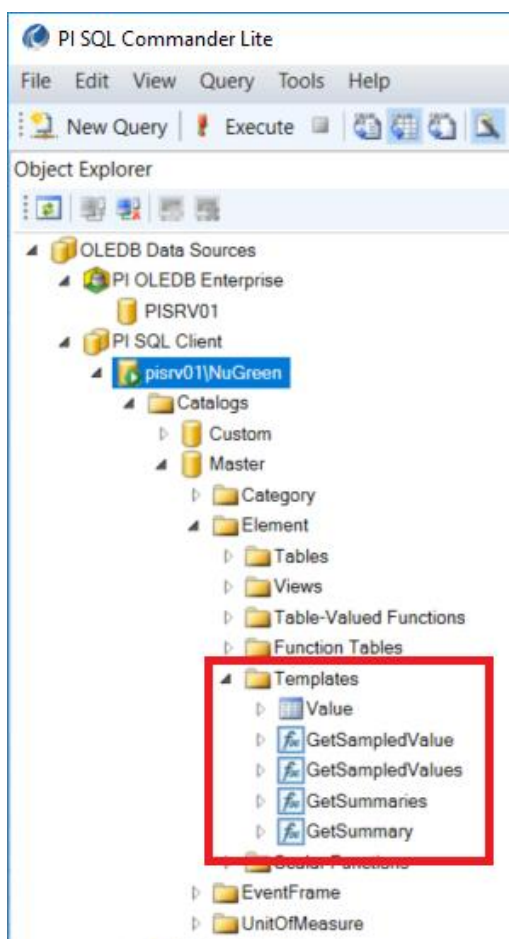 PI SQL Commander Lite
File Edit View Query Tools Help
New Query Execute
Object Explorer
OLEDB Data Sources
PI OLEDB Enterprise
PISRV01
PI SQL Client
pisrv01\NuGreen
Catalogs
Custom
Master
Category
Element
Tables
Views
Table-Valued Functions
Function Tables
Templates
Value
GetSampledValue
GetSampledValues
GetSummaries
GetSummary
Scalar Functions
EventFrame
UnitOfMeasure